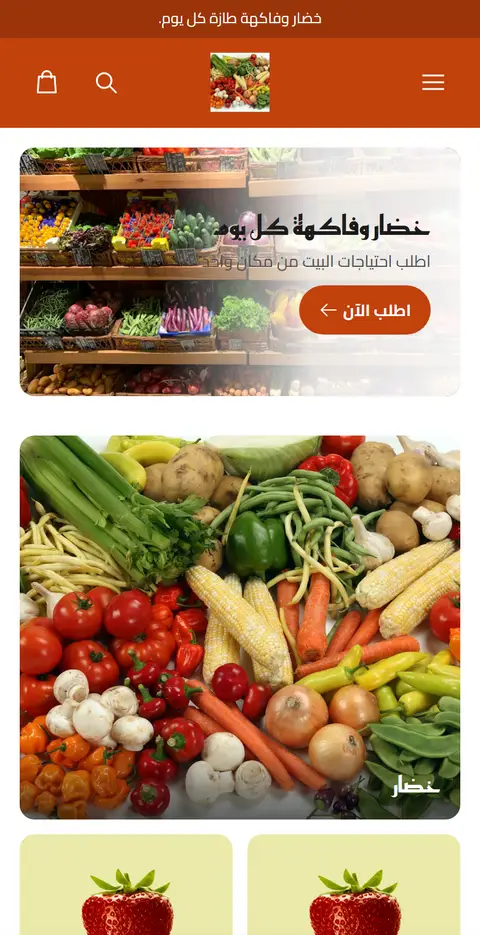 خضار وفاكهة طازة كل يوم.
خضار وفاكهة كل يوم
اطلب احتياجات البيت من مكان واحد
اطلب الآن ←
خضار